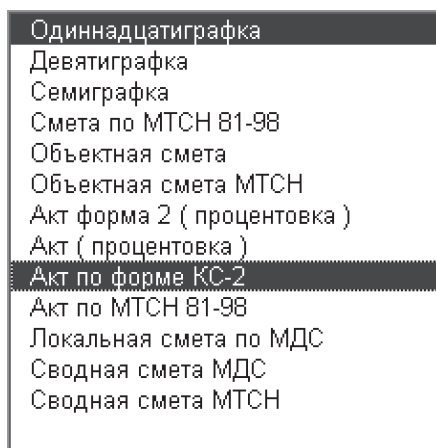 Одиннадцатиграфка
Девятиграфка
Семиграфка
Смета по МТСН 81-98
Объектная смета
Объектная смета МТСН
Акт форма 2 ( процентовка )
Акт ( процентовка )
Акт по форме КС-2
Акт по МТСН 81-98
Локальная смета по МДС
Сводная смета МДС
Сводная смета МТСН